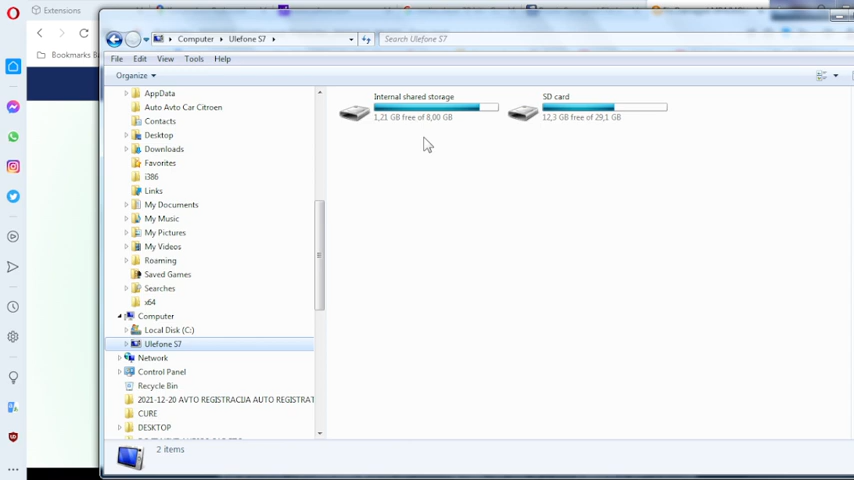 Extensions
Bookmarks Ba
Computer
Ulefone S7
Search Ulefone S7
File Edit View Tools Help
Organize
AppData
Auto Avto Car Citroen
Contacts
Desktop
Downloads
Favorites
i386
Links
My Documents
My Music
My Pictures
My Videos
Roaming
Saved Games
Searches
x64
Computer
Local Disk (C:)
Ulefone S7
Network
Control Panel
Recycle Bin
2021-12-20 AVTO REGISTRACIJA AUTO REGISTRAT
CURE
DESKTOP
Internal shared storage
1,21 GB free of 8,00 GB
SD card
12,3 GB free of 29,1 GB
2 items